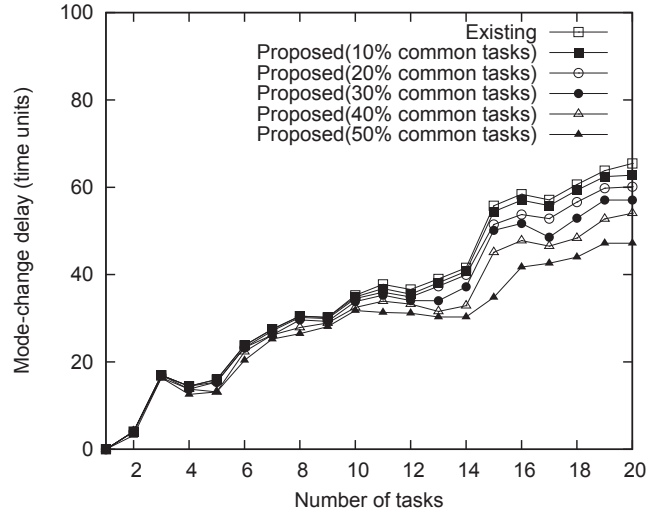 100
80
60
40
20
0
Mode-change delay (time units)
Existing
Proposed(10% common tasks)
Proposed(20% common tasks)
Proposed(30% common tasks)
Proposed(40% common tasks)
Proposed(50% common tasks)
2 4 6 8 10 12 14 16 18 20
Number of tasks